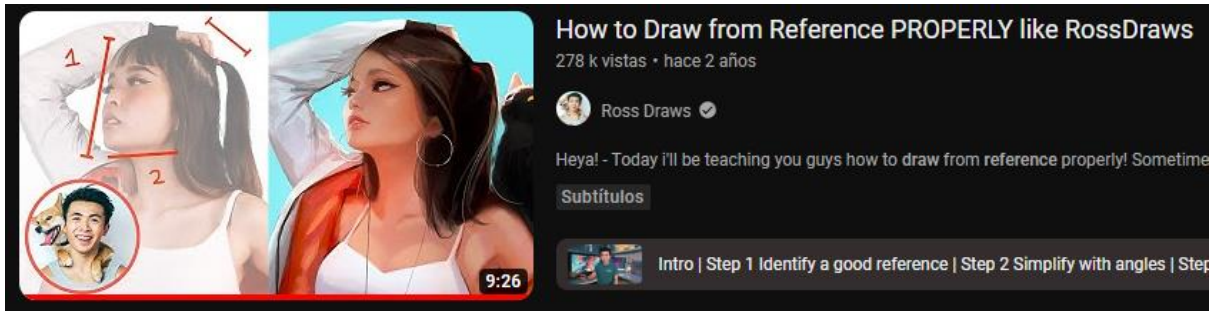 1
2
9:26
How to Draw from Reference PROPERLY like RossDraws
278 k vistas • hace 2 años
Ross Draws
Heya! - Today i'll be teaching you guys how to draw from reference properly! Sometime
Subtítulos
Intro | Step 1 Identify a good reference | Step 2 Simplify with angles | Step